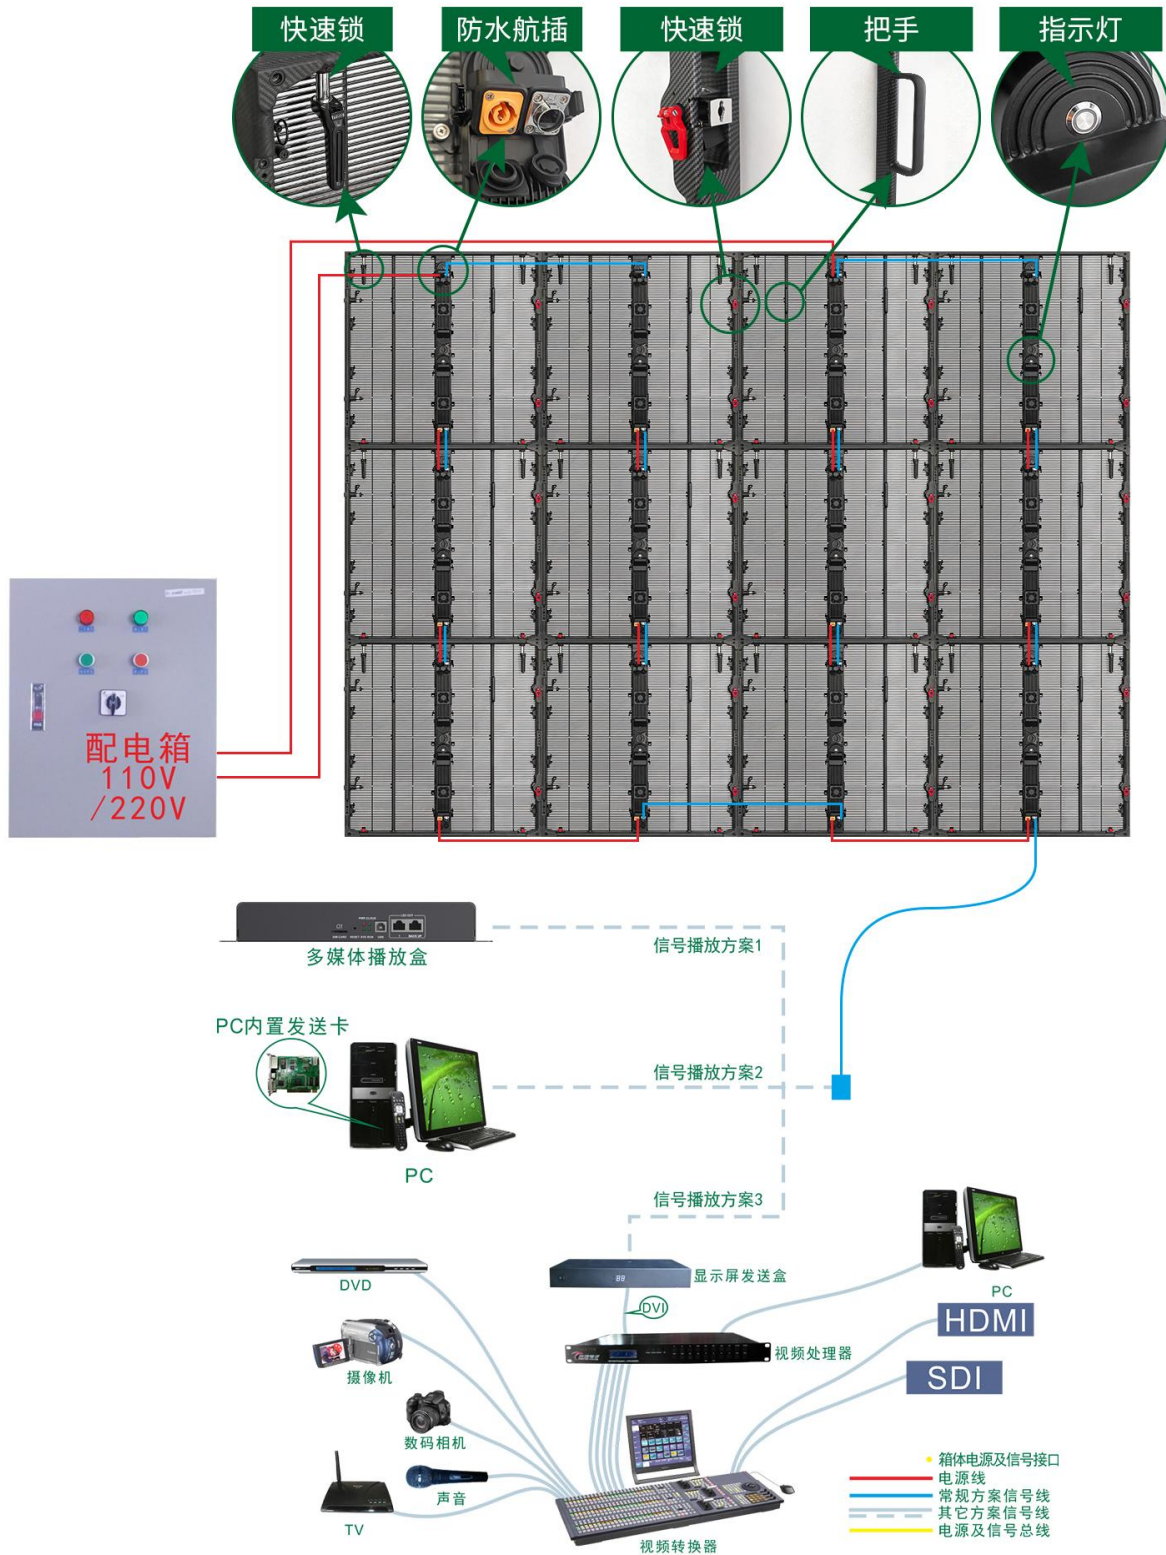 快速锁
防水航插
快速锁
把手
指示灯
配电箱
110V
/220V
信号播放方案1
多媒体播放盒
PC内置发送卡
信号播放方案2
PC
信号播放方案3
DVD
显示屏发送盒
PC
DVI
HDMI
摄像机
视频处理器
SDI
数码相机
声音
TV
视频转换器
箱体电源及信号接口
电源线
常规方案信号线
其它方案信号线
电源及信号总线